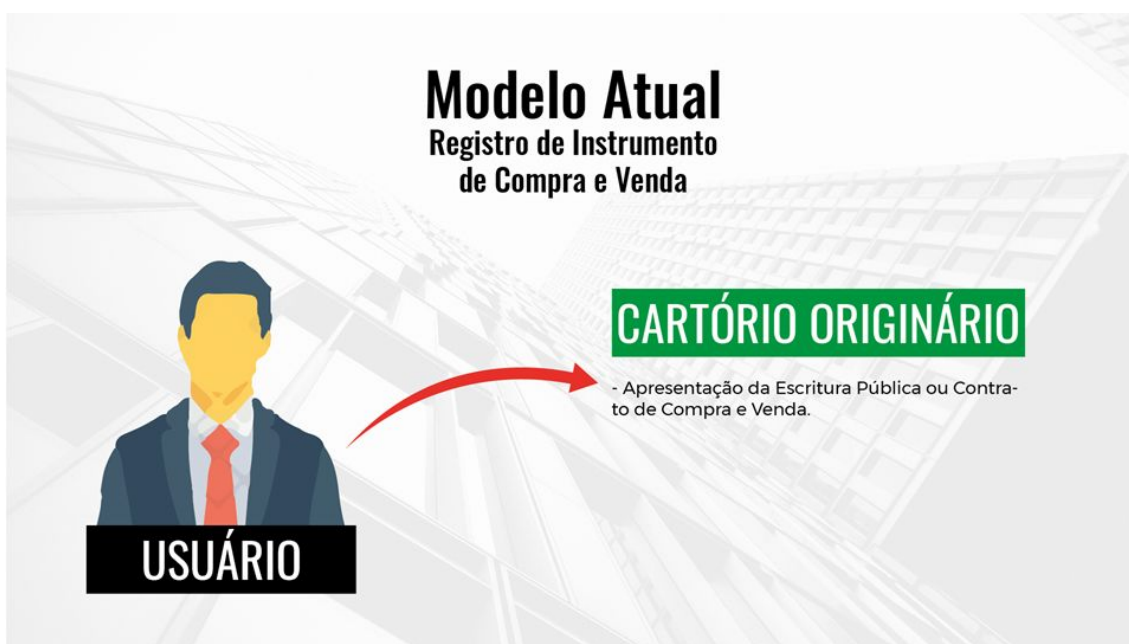 Modelo Atual
Registro de Instrumento
de Compra e Venda
CARTÓRIO ORIGINÁRIO
- Apresentação da Escritura Pública ou Contra-
to de Compra e Venda.
USUÁRIO